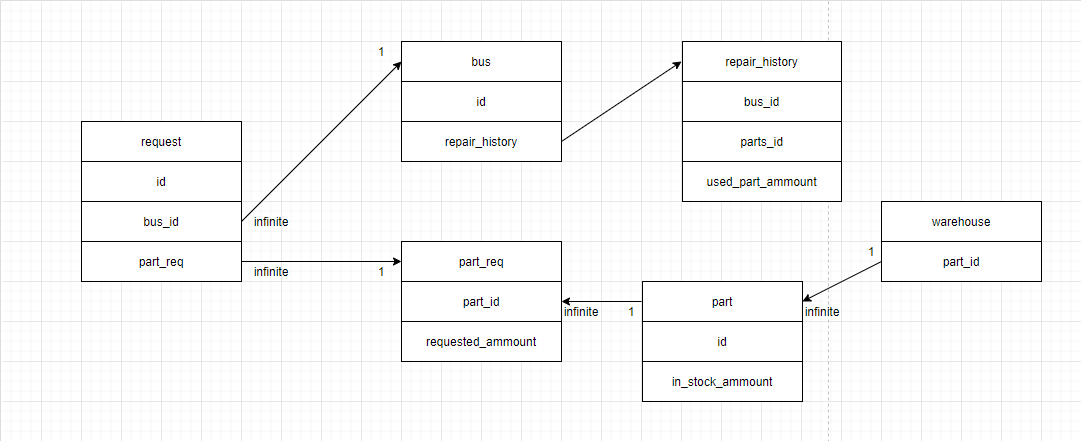 1
bus
id
repair_history
repair_history
bus_id
parts_id
used_part_ammount
request
id
bus_id
part_req
infinite
infinite
1
part_req
part_id
requested_ammount
infinite
1
part
id
in_stock_ammount
infinite
1
warehouse
part_id